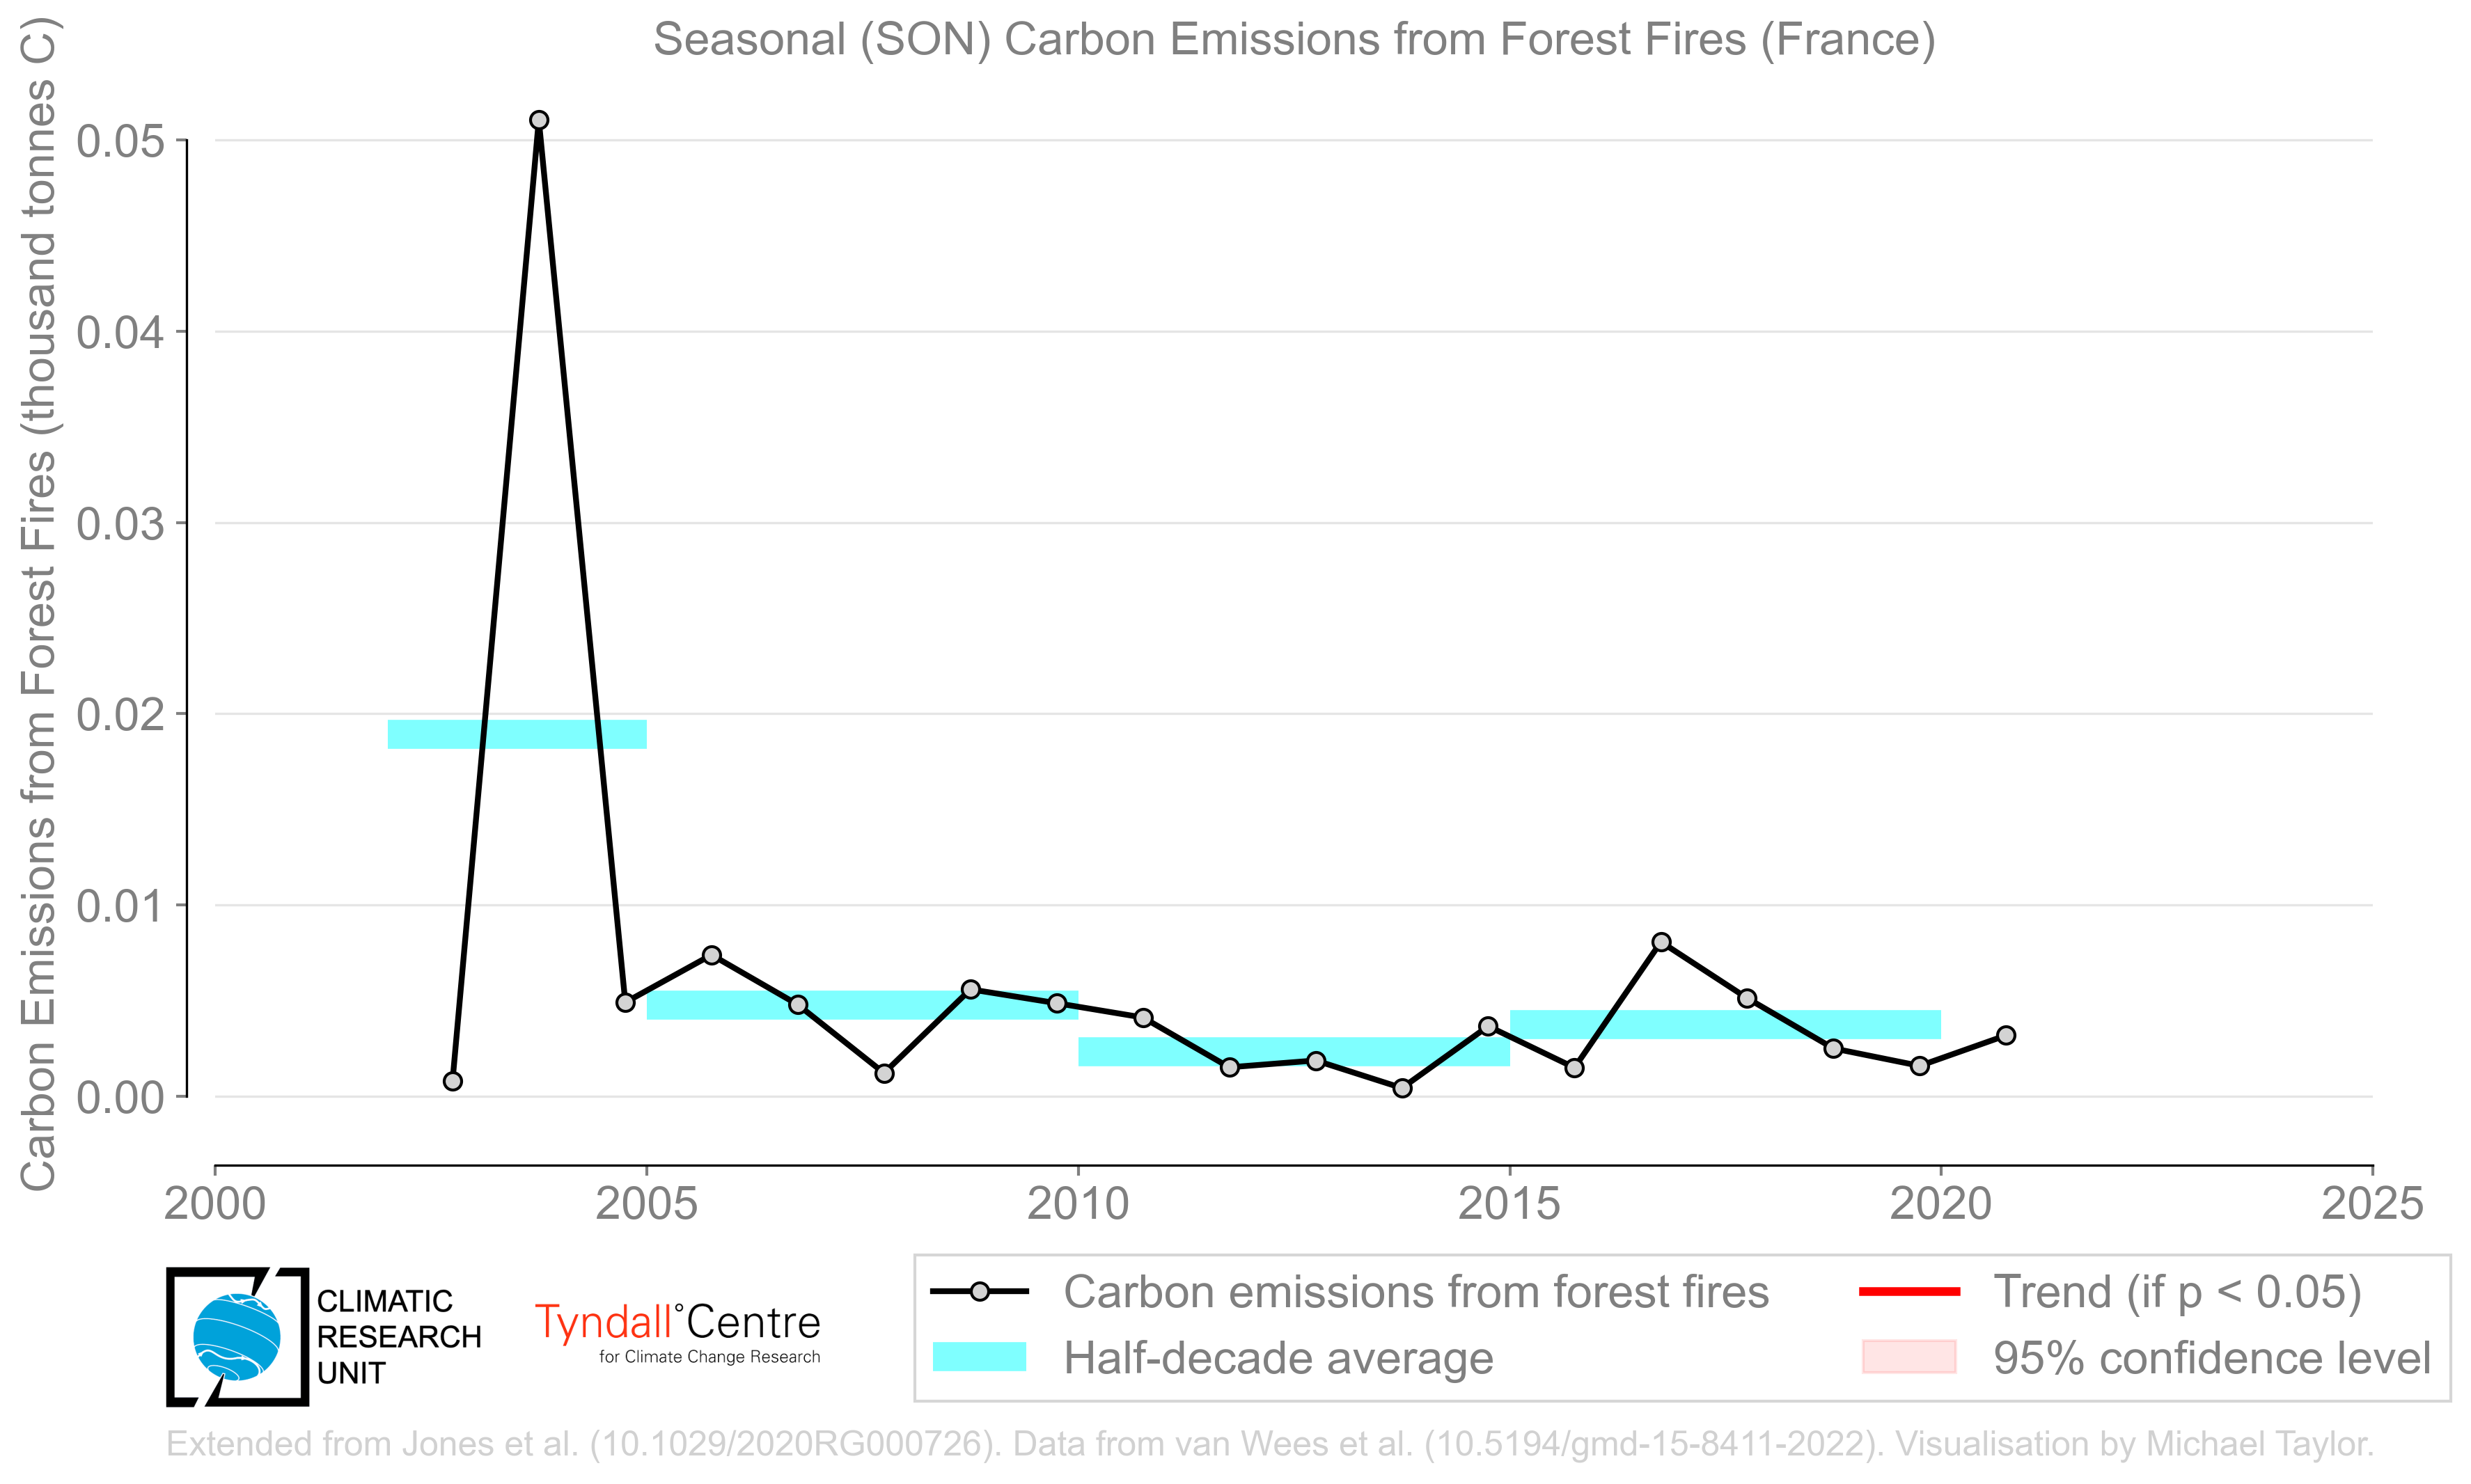 Seasonal (SON) Carbon Emissions from Forest Fires (France)
Carbon Emissions from Forest Fires (thousand tonnes C)
0.05
0.04
0.03
0.02
0.01
0.00
2000 2005 2010 2015 2020 2025
CLIMATIC
RESEARCH
UNIT
Tyndall°Centre
for Climate Change Research
Carbon emissions from forest fires
Half-decade average
Trend (if p < 0.05)
95% confidence level
Extended from Jones et al. (10.1029/2020RG000726). Data from van Wees et al. (10.5194/gmd-15-8411-2022). Visualisation by Michael Taylor.